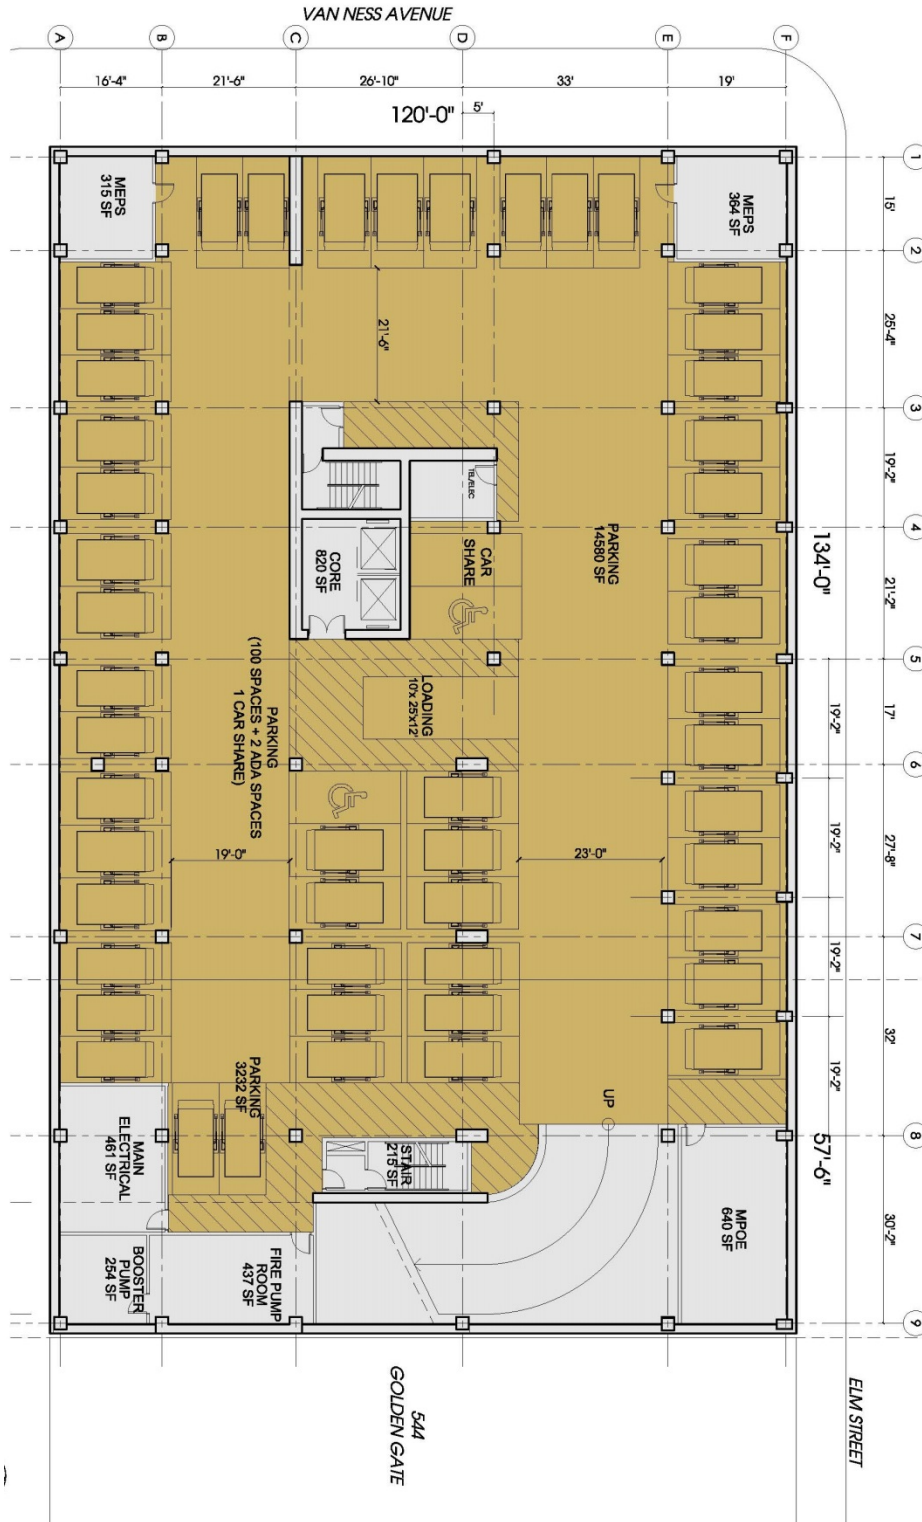 VAN NESS AVENUE
A
B
C
D
E
F
16'-4"
21'-6"
26'-10"
33'
19'
120'-0"
5'
1
2
3
4
5
6
7
8
9
15'
25'-4"
19'-2"
21'-2"
17'
27'-8"
32'
30'-2"
134'-0"
57'-6"
19'-2"
19'-2"
19'-2"
19'-2"
MEPS
315 SF
MEPS
364 SF
21'-6"
TEL/ELEC
CORE
820 SF
CAR
SHARE
PARKING
14580 SF
LOADING
10'x 25'x12'
PARKING
(100 SPACES + 2 ADA SPACES
1 CAR SHARE)
19'-0"
23'-0"
PARKING
3232 SF
UP
STAIR
215 SF
MAIN
ELECTRICAL
461 SF
MPOE
640 SF
BOOSTER
PUMP
254 SF
FIRE PUMP
ROOM
437 SF
544
GOLDEN GATE
ELM STREET